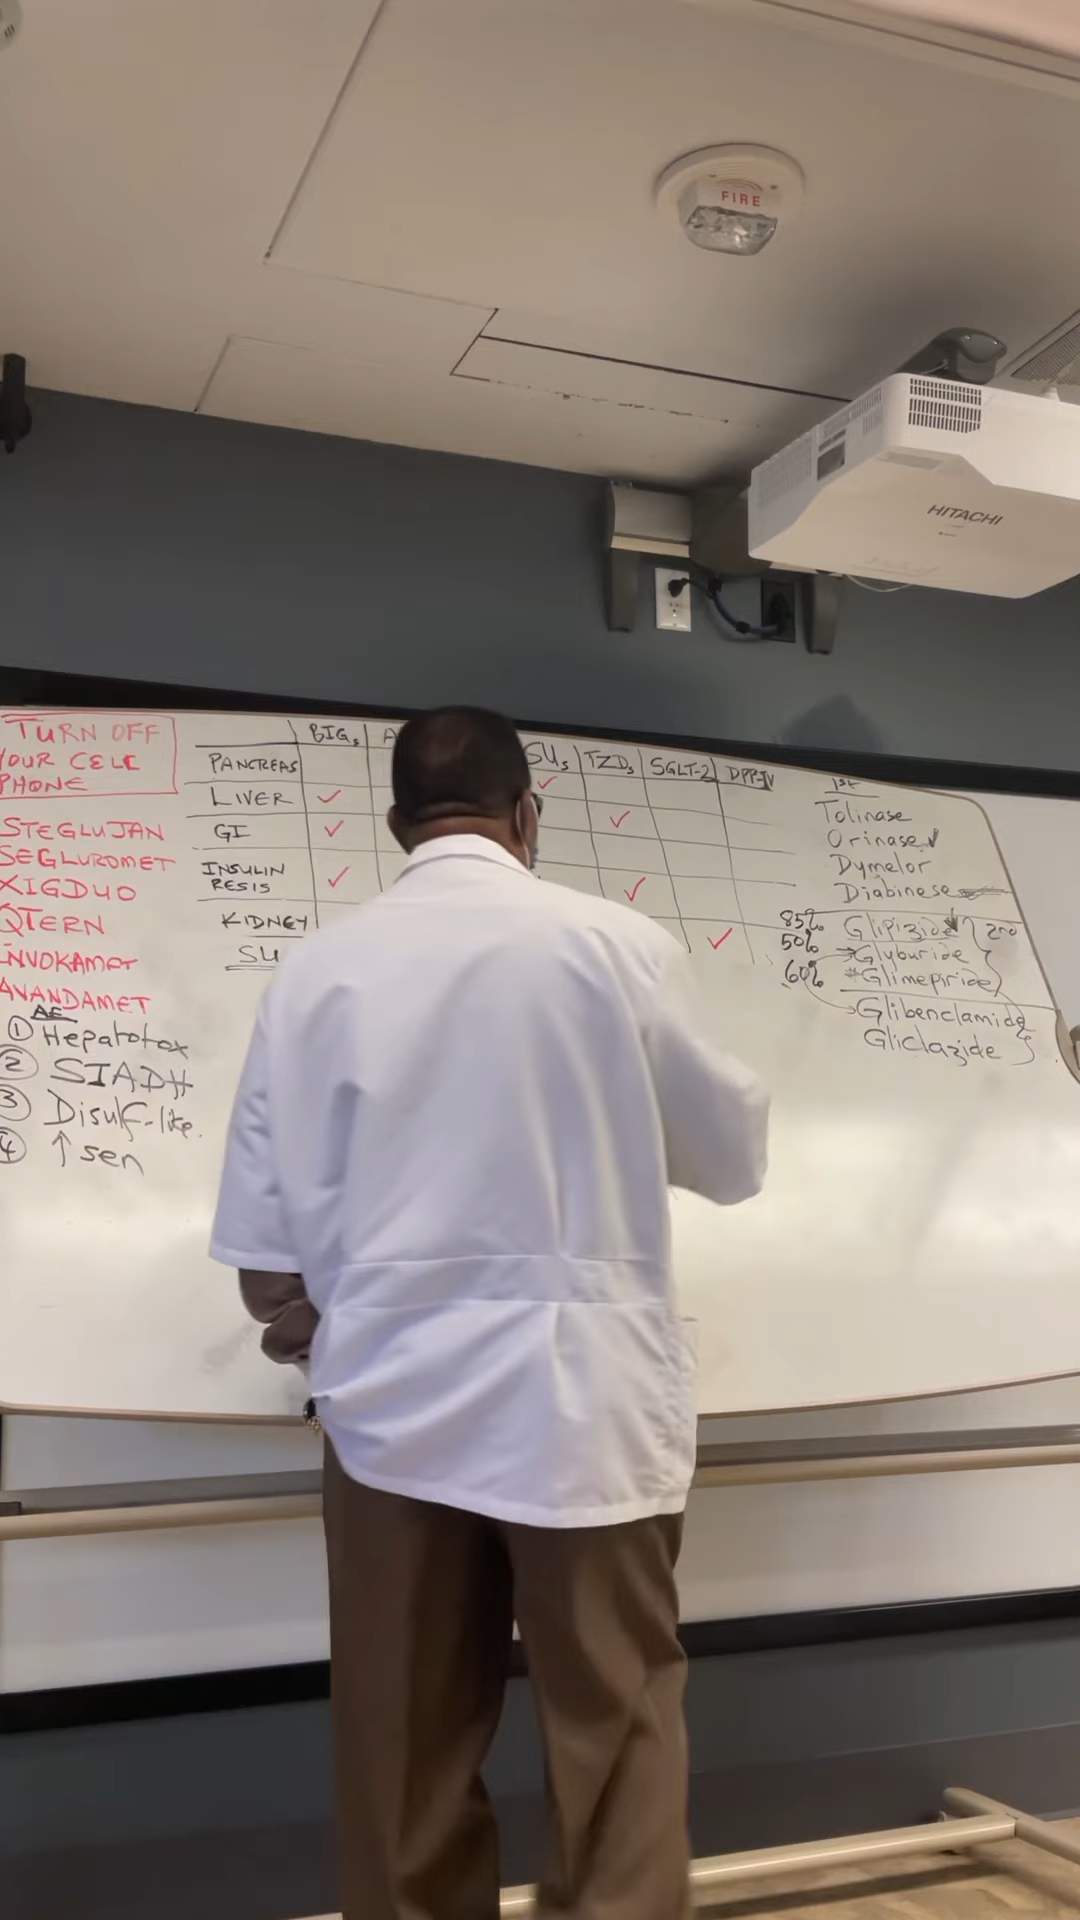 FIRE
HITACHI
TURN OFF
YOUR CELL
PHONE
STEGLUJAN
SEGLUROMET
XIGDUO
QTERN
INVOKAMET
AVANDAMET
AE
① Hepatotox
② SIADH
③ Disulf-like.
④ ↑ sen
BIGs A SUs TZDs SGLT-2 DPP-IV
PANCREAS ✓
LIVER ✓ ✓
GI ✓
INSULIN
RESIS ✓ ✓
KIDNEY ✓
SU
1st
Tolinase
Orinase
Dymelor
Diabinese
85% Glipizide 2nd
50% Glyburide
60% *Glimepiride
Glibenclamide
Gliclazide